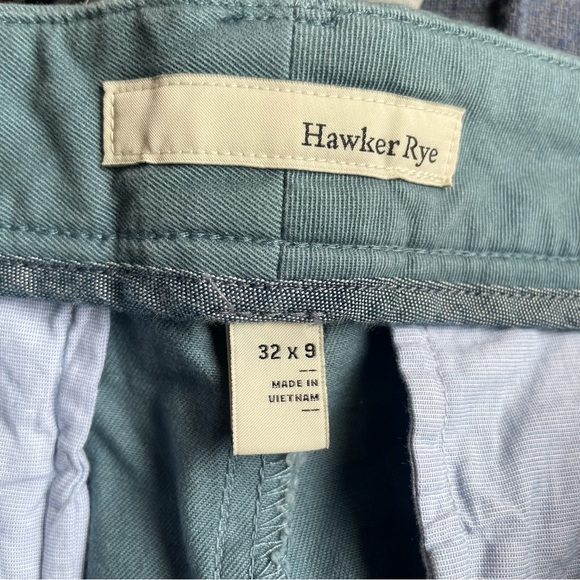 Hawker Rye
32 x 9
MADE IN
VIETNAM